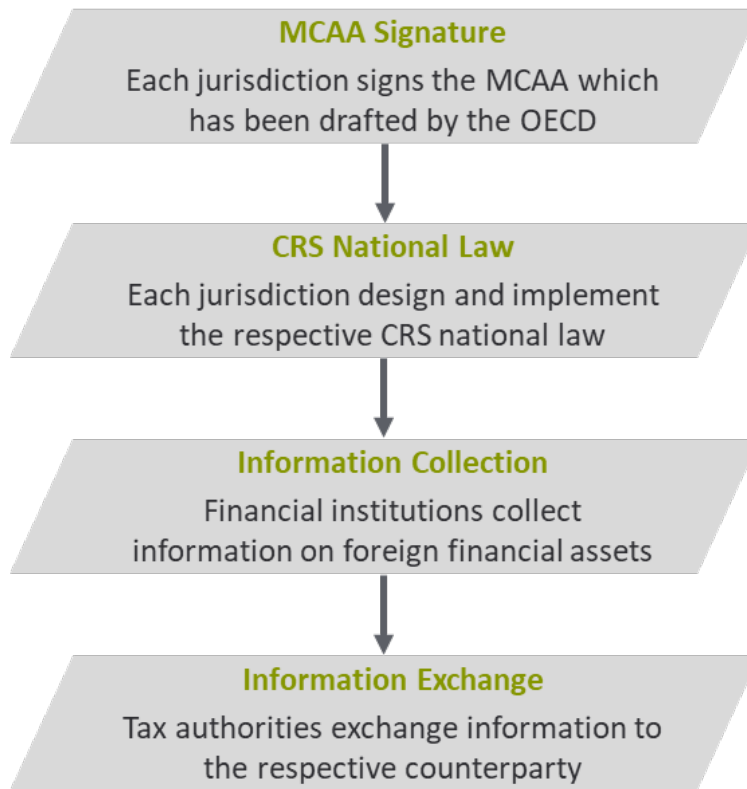 MCAA Signature
Each jurisdiction signs the MCAA which
has been drafted by the OECD
CRS National Law
Each jurisdiction design and implement
the respective CRS national law
Information Collection
Financial institutions collect
information on foreign financial assets
Information Exchange
Tax authorities exchange information to
the respective counterparty